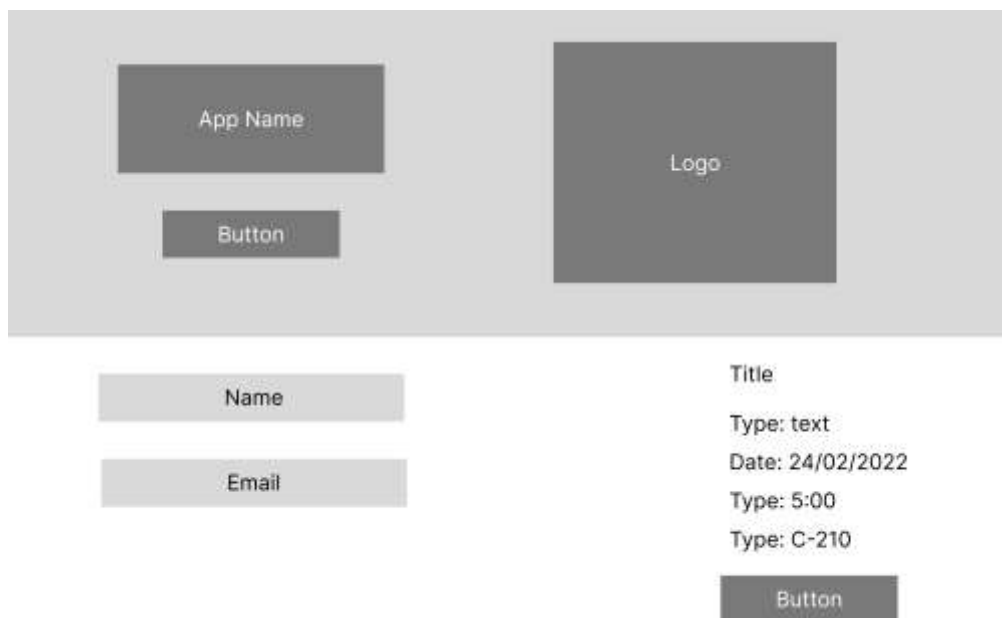 App Name
Logo
Button
Name
Email
Title
Type: text
Date: 24/02/2022
Type: 5:00
Type: C-210
Button